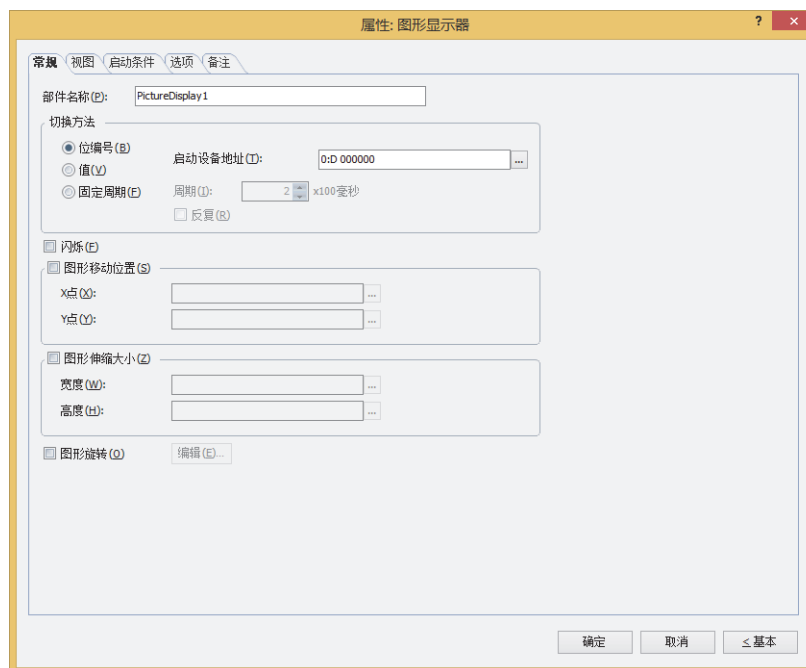 属性: 图形显示器
? ×
常规 视图 启动条件 选项 备注
部件名称(P): PictureDisplay1
切换方法
位编号(B)
启动设备地址(T): 0:D 000000 ...
值(V)
固定周期(F) 周期(I): 2 x100毫秒
反复(R)
闪烁(F)
图形移动位置(S)
X点(X): ...
Y点(Y): ...
图形伸缩大小(Z)
宽度(W): ...
高度(H): ...
图形旋转(O) 编辑(E)...
确定 取消 < 基本